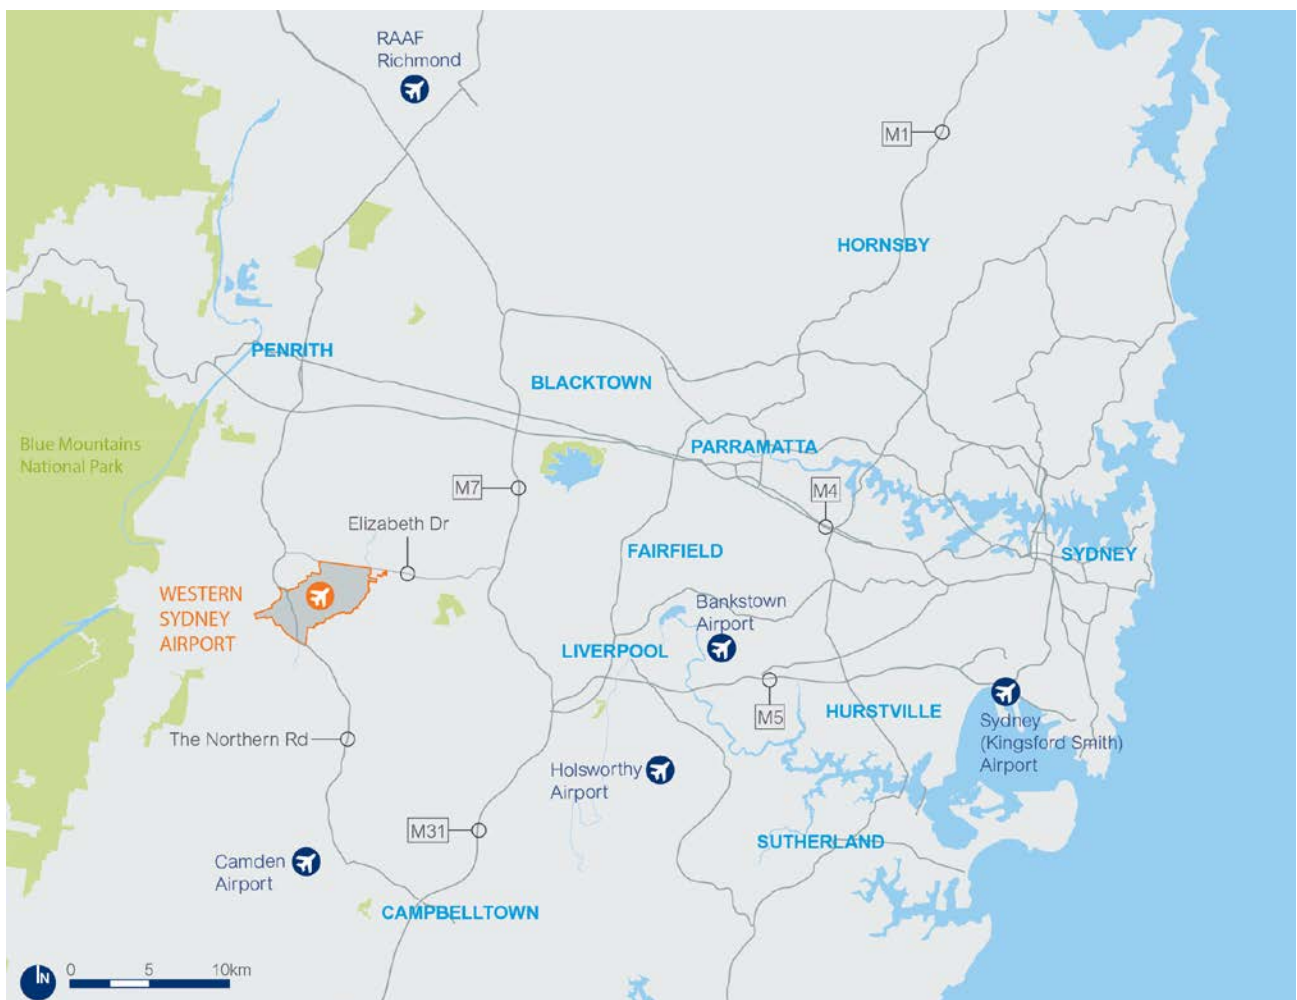 RAAF
Richmond
M1
HORNSBY
PENRITH
BLACKTOWN
Blue Mountains
National Park
PARRAMATTA
M7
M4
Elizabeth Dr
FAIRFIELD
SYDNEY
WESTERN
SYDNEY
AIRPORT
Bankstown
Airport
LIVERPOOL
M5
HURSTVILLE
Sydney
(Kingsford Smith)
Airport
The Northern Rd
Holsworthy
Airport
M31
SUTHERLAND
Camden
Airport
CAMPBELLTOWN
N
0 5 10km